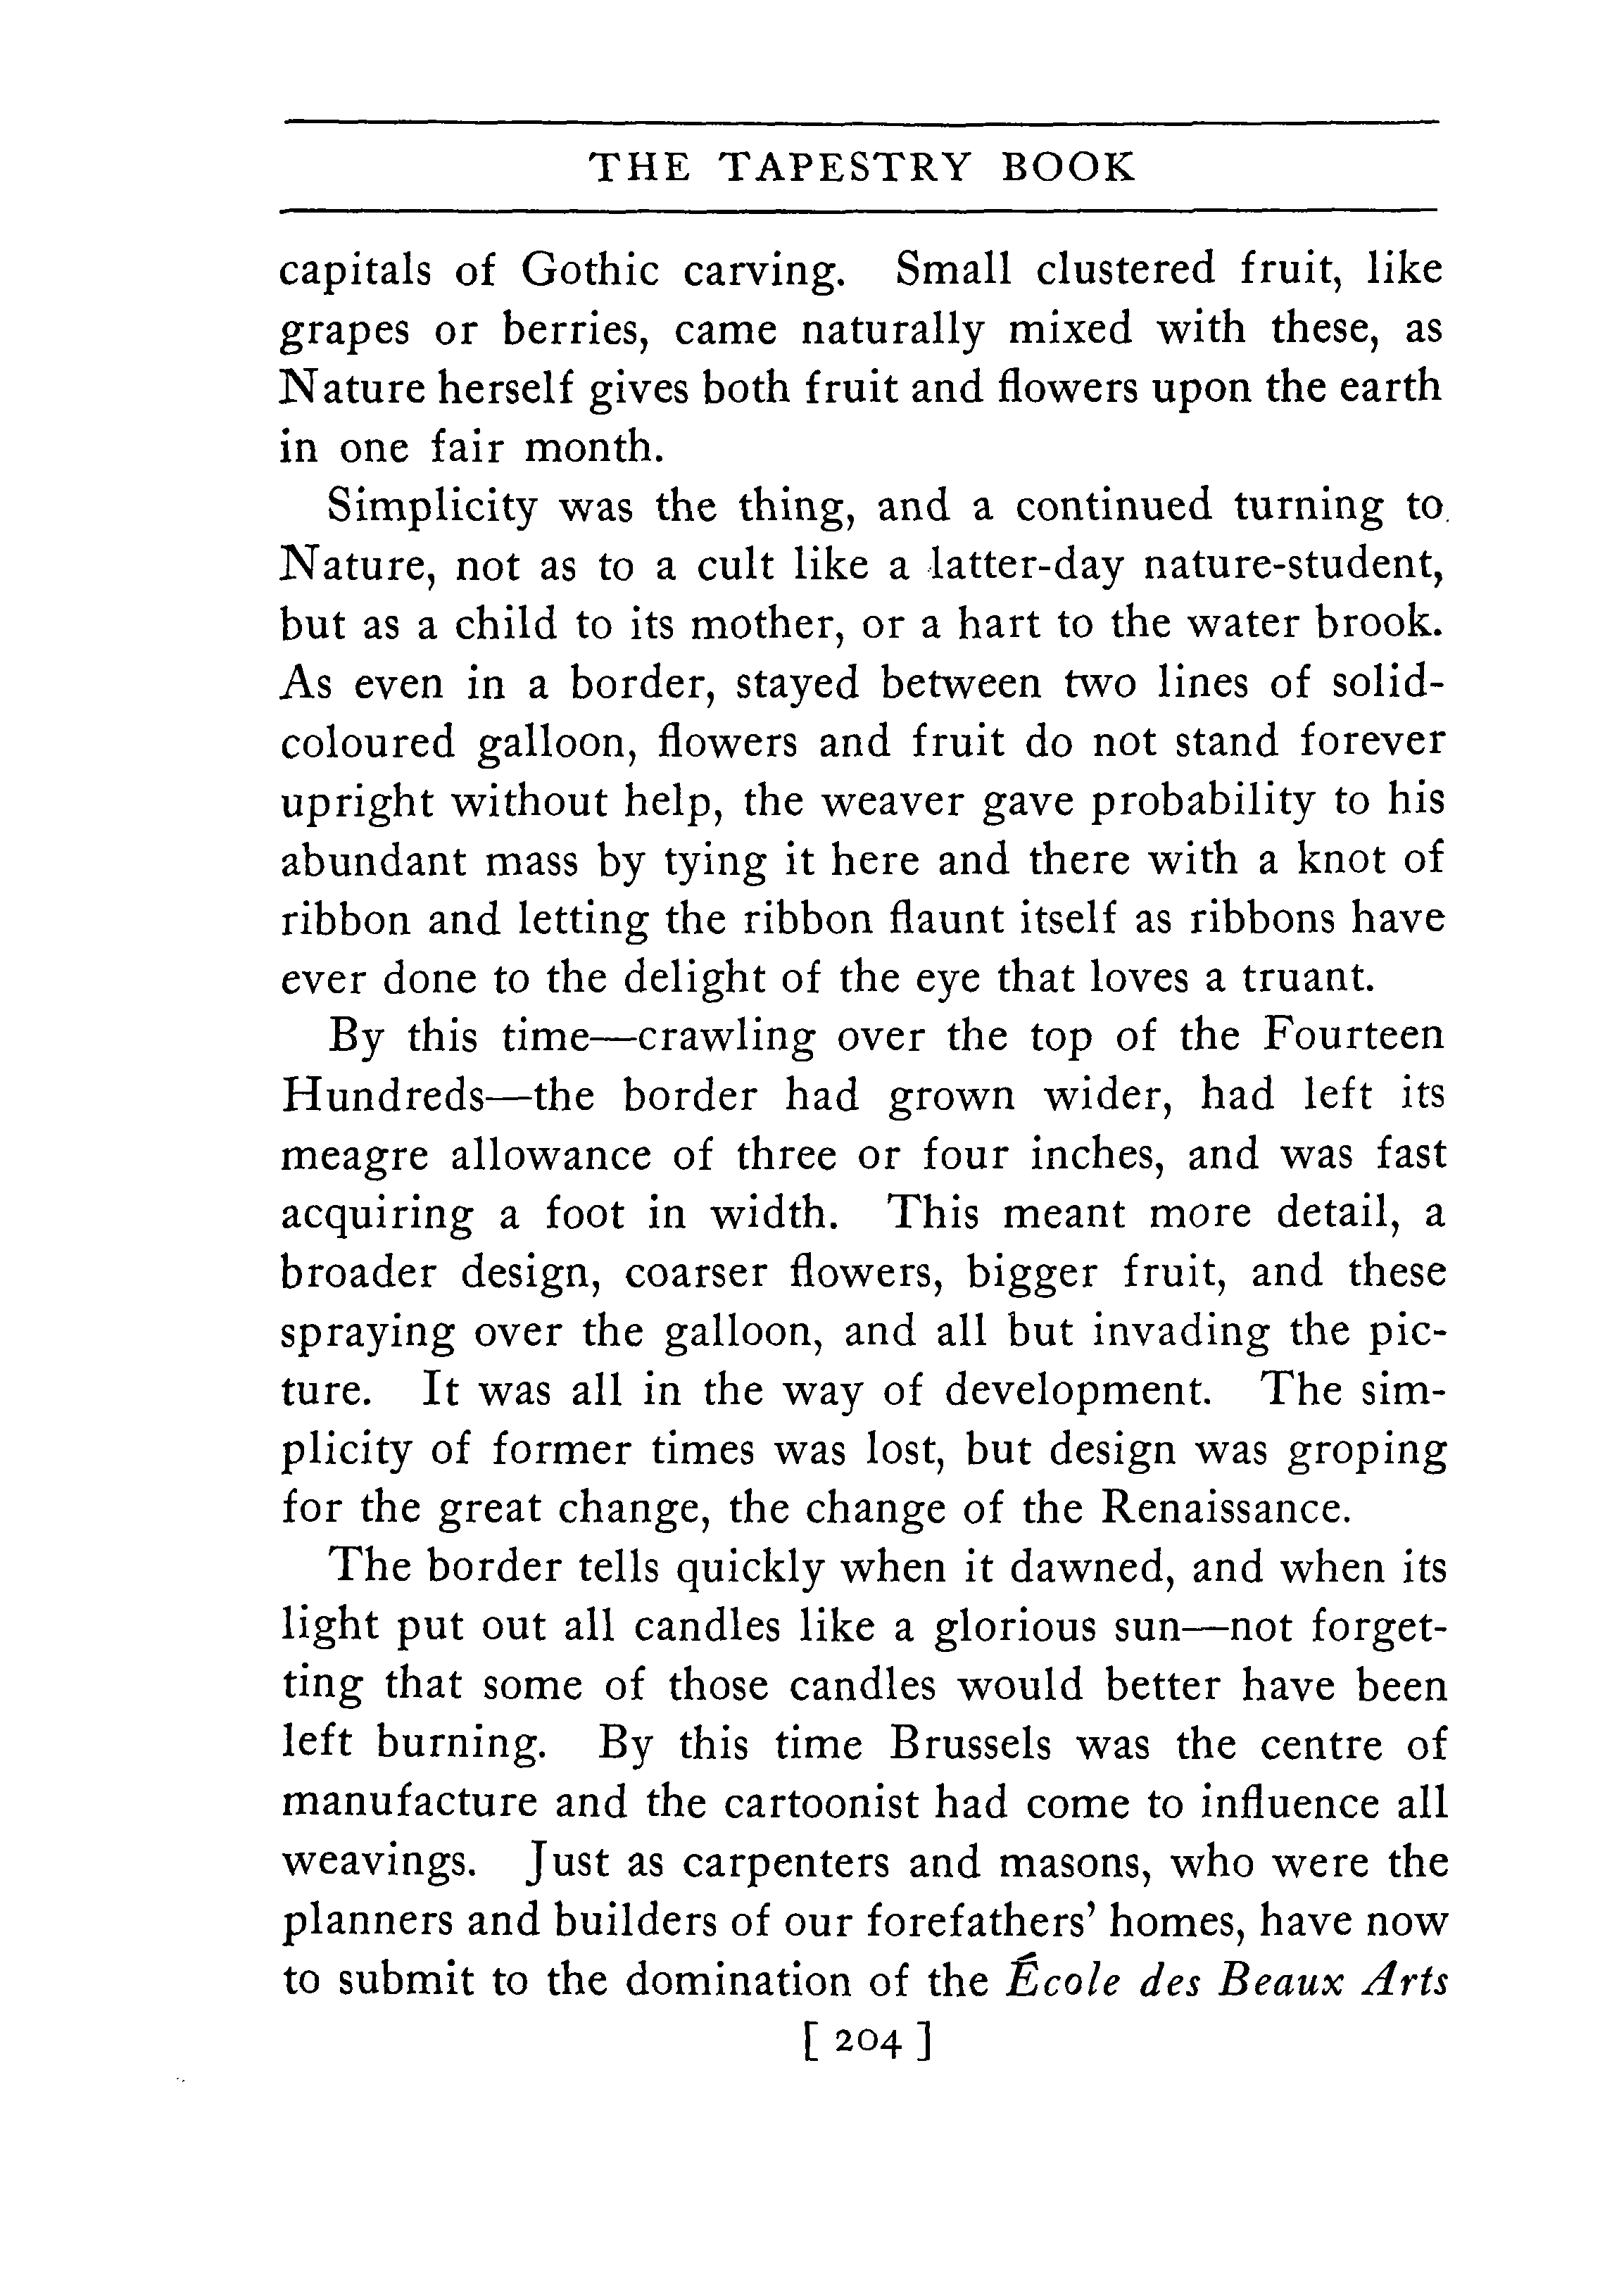 THE TAPESTRY BOOK
capitals of Gothic carving. Small clustered fruit, like
grapes or berries, came naturally mixed with these, as
Nature herself gives both fruit and flowers upon the earth
in one fair month.
Simplicity was the thing, and a continued turning to
Nature, not as to a cult like a latter-day nature-student,
but as a child to its mother, or a hart to the water brook.
As even in a border, stayed between two lines of solid-
coloured galloon, flowers and fruit do not stand forever
upright without help, the weaver gave probability to his
abundant mass by tying it here and there with a knot of
ribbon and letting the ribbon flaunt itself as ribbons have
ever done to the delight of the eye that loves a truant.
By this time—crawling over the top of the Fourteen
Hundreds—the border had grown wider, had left its
meagre allowance of three or four inches, and was fast
acquiring a foot in width. This meant more detail, a
broader design, coarser flowers, bigger fruit, and these
spraying over the galloon, and all but invading the pic-
ture. It was all in the way of development. The sim-
plicity of former times was lost, but design was groping
for the great change, the change of the Renaissance.
The border tells quickly when it dawned, and when its
light put out all candles like a glorious sun—not forget-
ting that some of those candles would better have been
left burning. By this time Brussels was the centre of
manufacture and the cartoonist had come to influence all
weavings. Just as carpenters and masons, who were the
planners and builders of our forefathers' homes, have now
to submit to the domination of the École des Beaux Arts
[ 204 ]